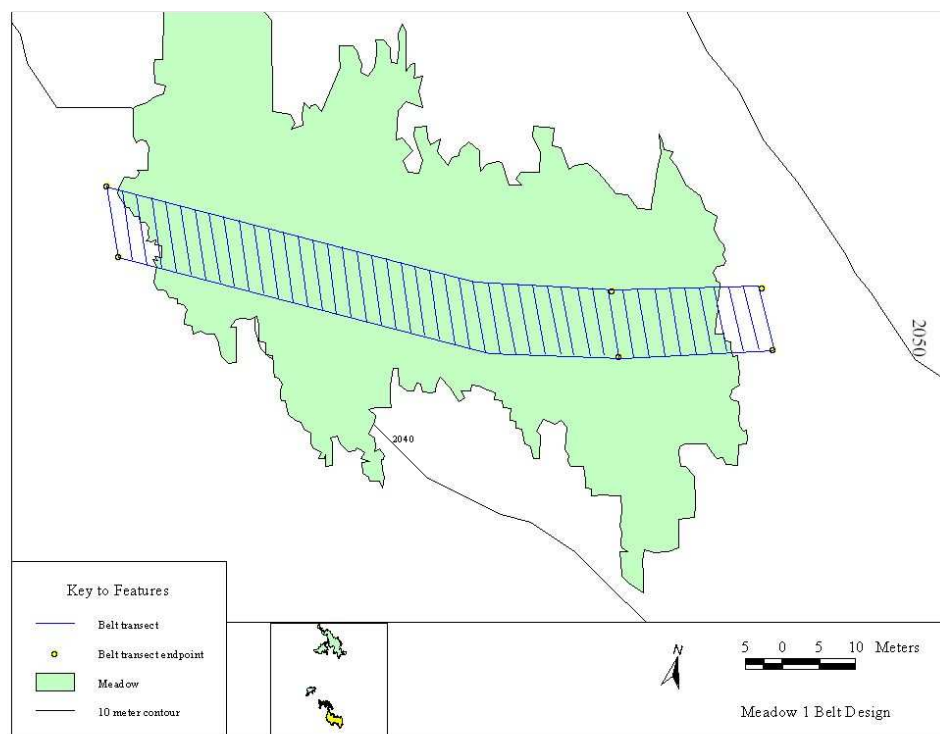 2050
2040
Key to Features
Belt transect
Belt transect endpoint
Meadow
10 meter contour
N
5 0 5 10 Meters
Meadow 1 Belt Design